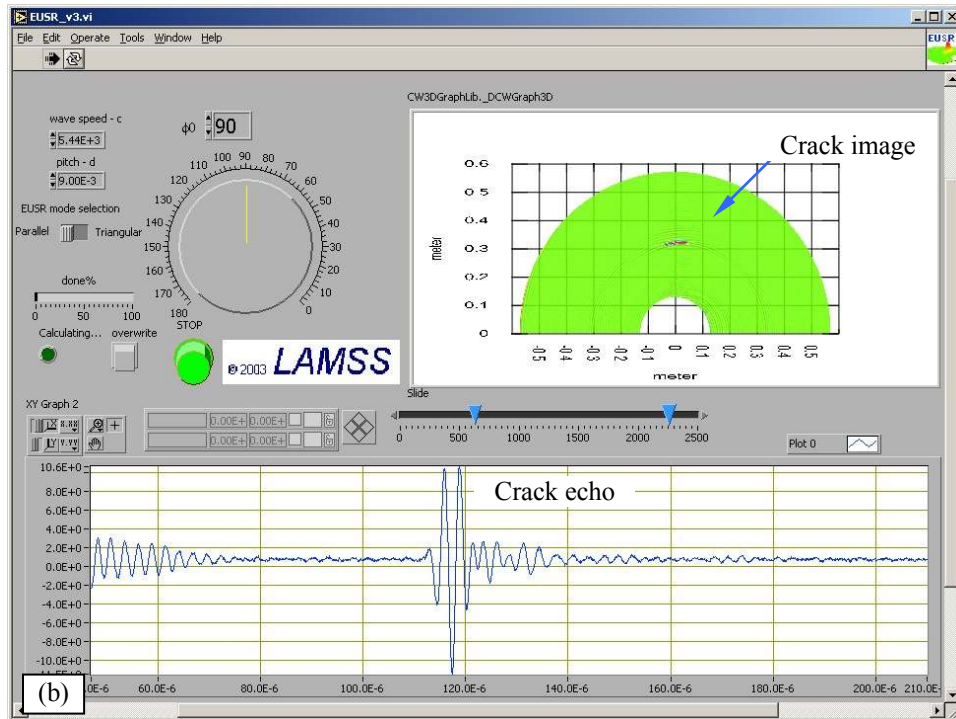 EUSR_v3.vi
File Edit Operate Tools Window Help
EUSR
CW3DGraphLib._DCWGraph3D
wave speed - c
5.44E+3
pitch - d
9.00E-3
ϕ0 90
EUSR mode selection
Parallel Triangular
done%
0 50 100
Calculating... overwrite
0 10 20 30 40 50 60 70 80 90 100 110 120 130 140 150 160 170 180
STOP
© 2003 LAMSS
Crack image
0.6
0.5
0.4
0.3
0.2
0.1
0
meter
-0.5 -0.4 -0.3 -0.2 -0.1 0 0.1 0.2 0.3 0.4 0.5
meter
Slide
0 500 1000 1500 2000 2500
XY Graph 2
0.00E+ 0.00E+
0.00E+ 0.00E+
Plot 0
Crack echo
10.6E+0
8.0E+0
6.0E+0
4.0E+0
2.0E+0
0.0E+0
-2.0E+0
-4.0E+0
-6.0E+0
-8.0E+0
-10.0E+0
60.0E-6 80.0E-6 100.0E-6 120.0E-6 140.0E-6 160.0E-6 180.0E-6 200.0E-6 210.0E-
(b)